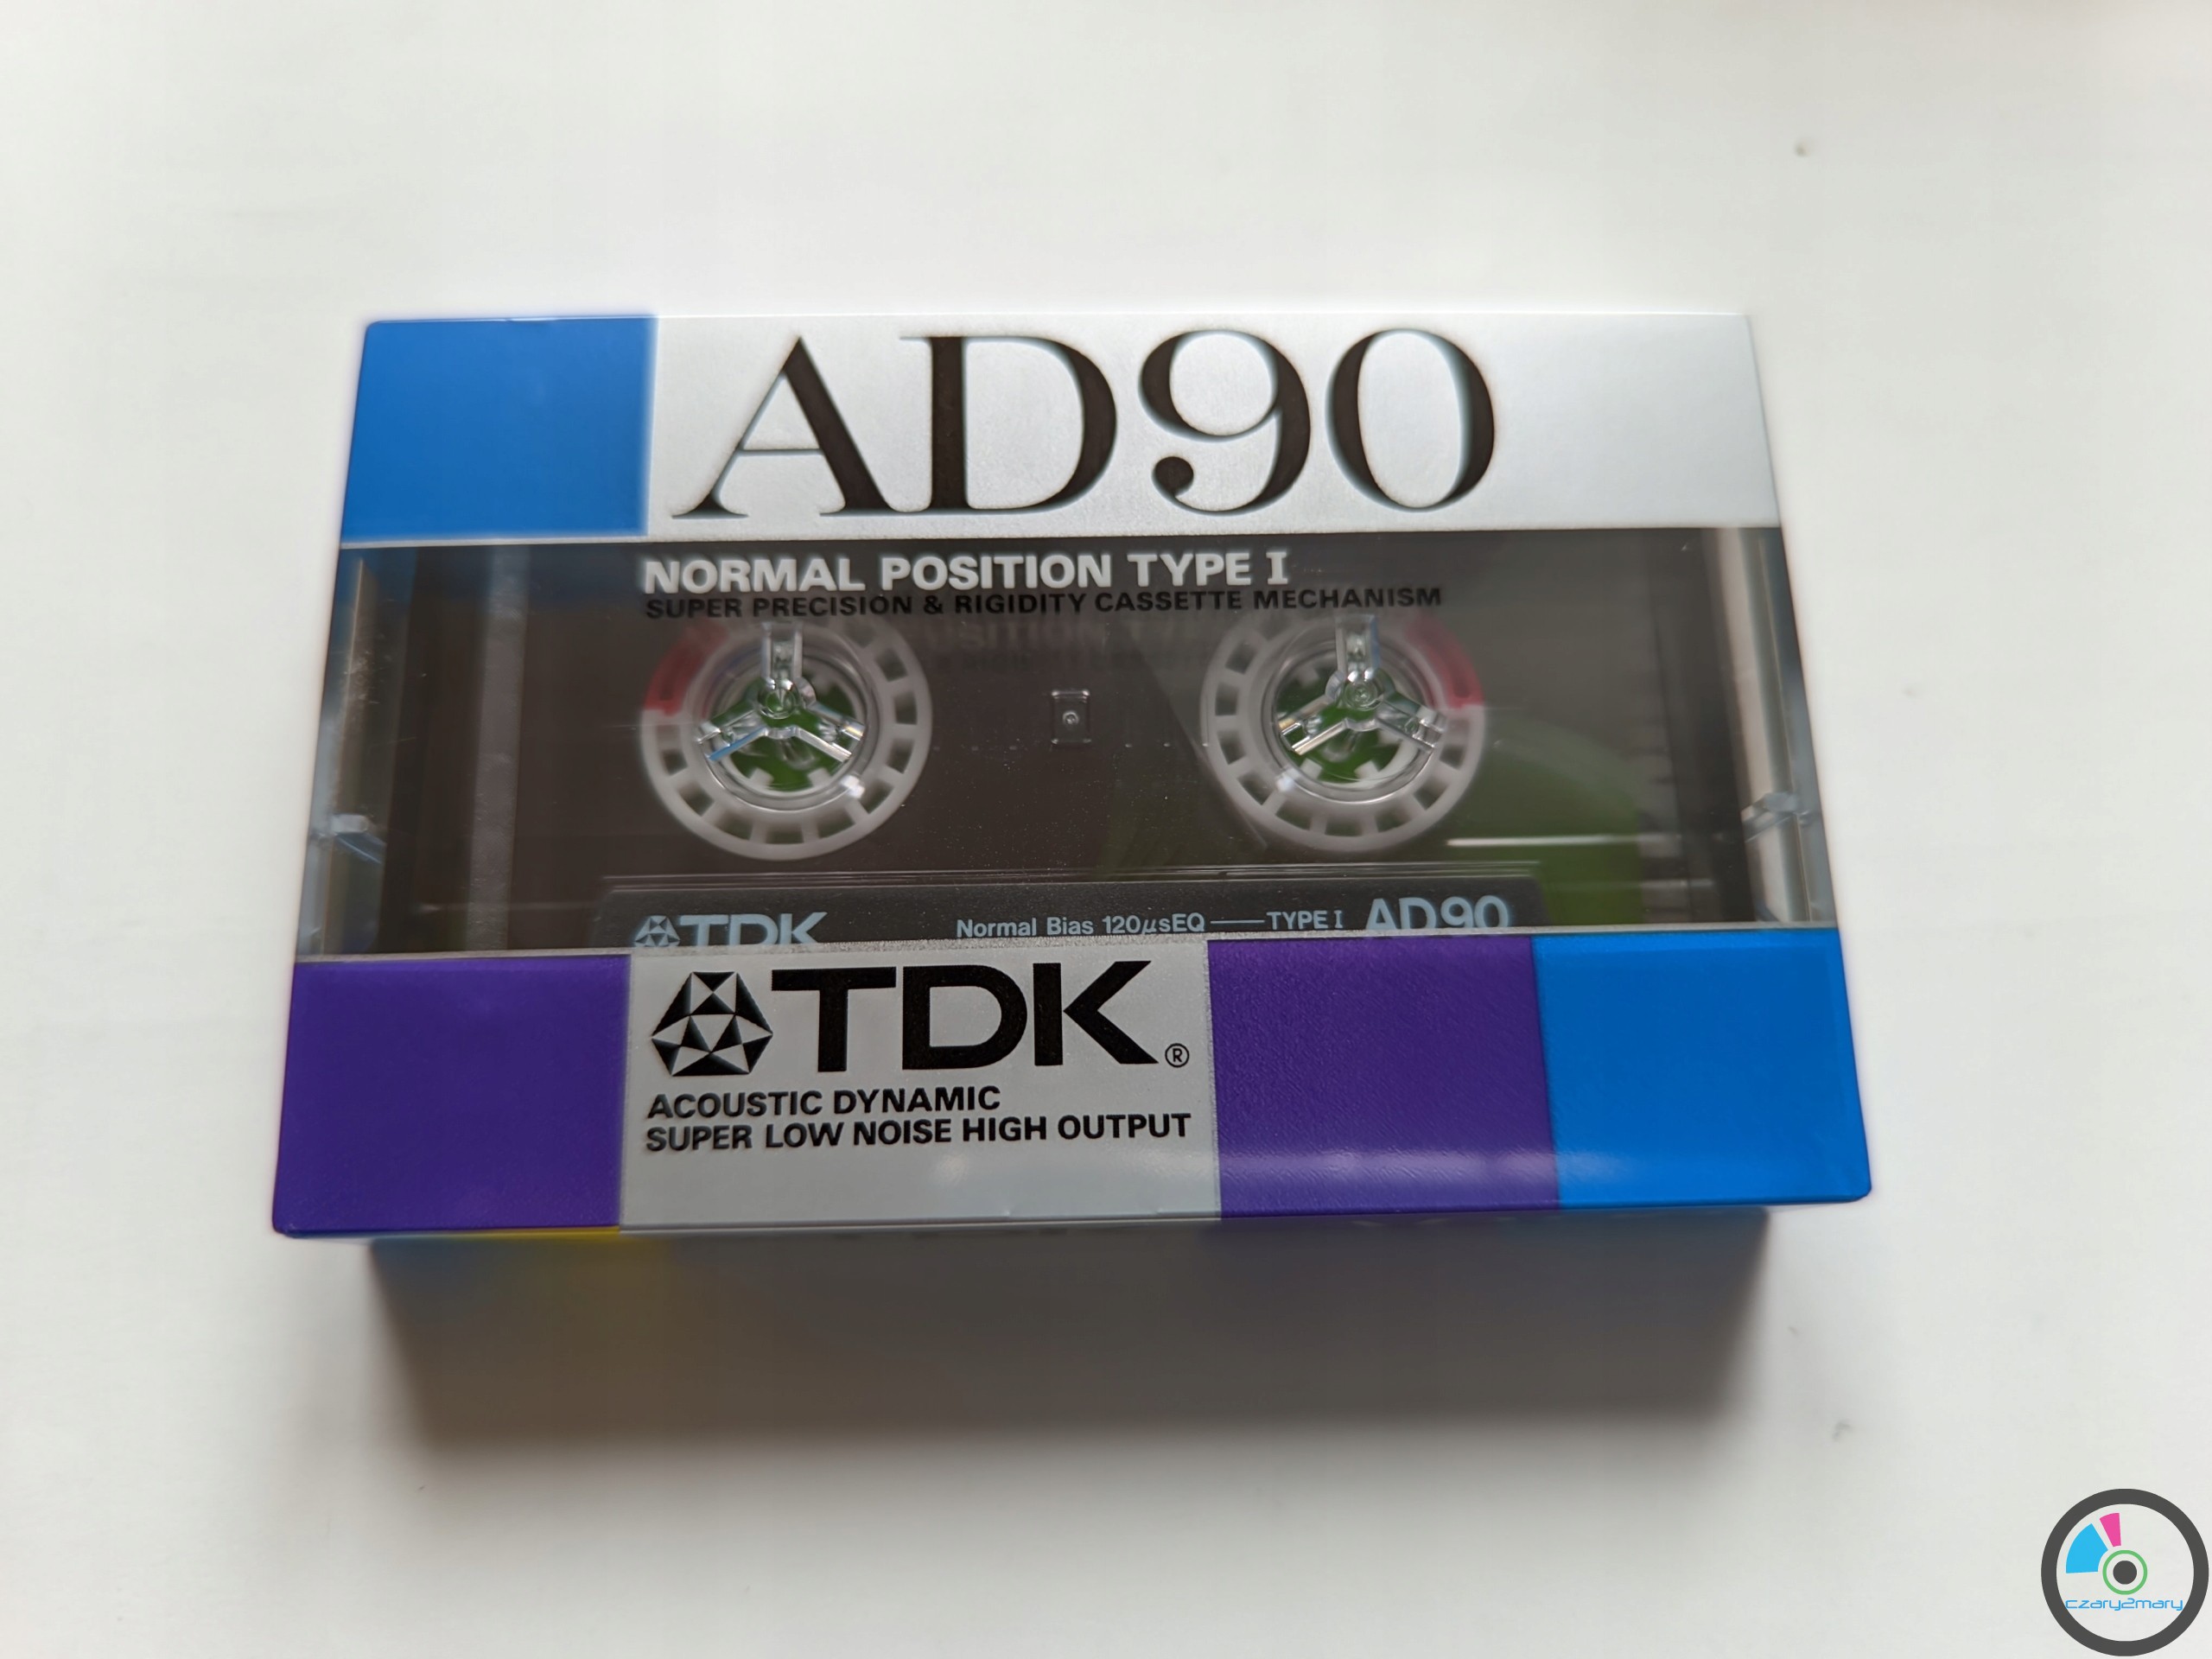 AD90
NORMAL POSITION TYPE I
SUPER PRECISION & RIGIDITY CASSETTE MECHANISM
TDK
Normal Bias 120μsEQ — TYPE I AD90
TDK®
ACOUSTIC DYNAMIC
SUPER LOW NOISE HIGH OUTPUT
czary2mary